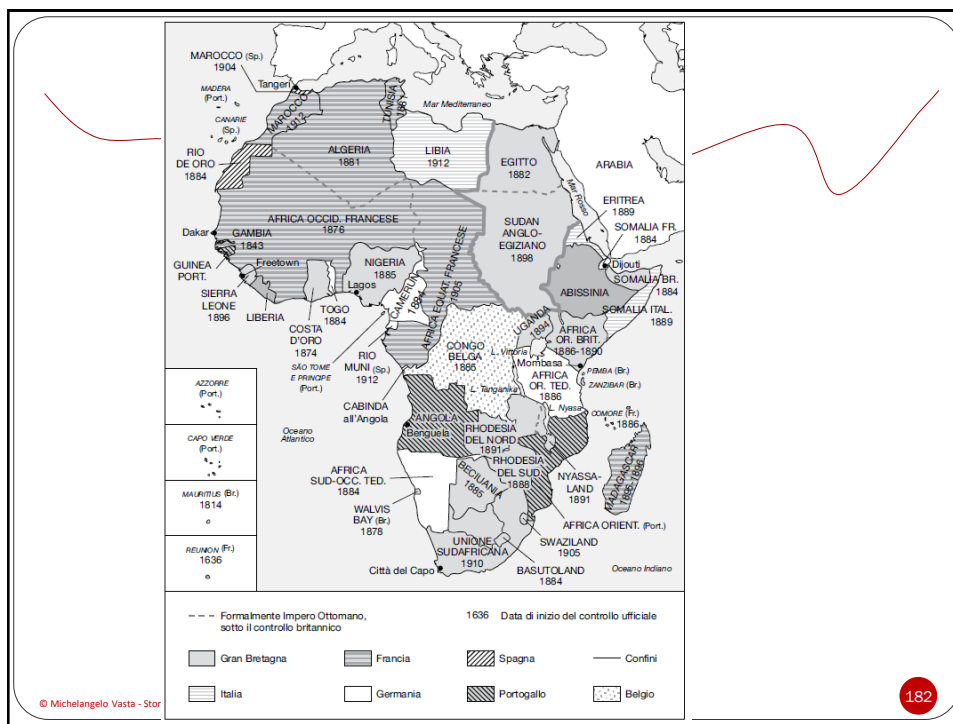 MAROCCO (Sp.)
1904
Tangeri
MADERA
(Port.)
CANARIE
(Sp.)
MAROCCO
1912
TUNISIA
1881
Mar Mediterraneo
ALGERIA
1881
LIBIA
1912
EGITTO
1882
ARABIA
RIO
DE ORO
1884
Mar Rosso
ERITREA
1889
SOMALIA FR.
1884
AFRICA OCCID. FRANCESE
1876
SUDAN
ANGLO-
EGIZIANO
1898
Dakar
GAMBIA
1843
Gibuti
GUINEA
PORT.
Freetown
NIGERIA
1885
Lagos
CAMERUN
1884
AFRICA EQUAT. FRANCESE
1905
ABISSINIA
SOMALIA BR.
1884
SOMALIA ITAL.
1889
SIERRA
LEONE
1896
LIBERIA
COSTA
D'ORO
1874
TOGO
1884
SÃO TOME
E PRINCIPE
(Port.)
RIO
MUNI (Sp.)
1912
CONGO
BELGA
1885
UGANDA
1894
AFRICA
OR. BRIT.
1886-1890
L. Vittoria
Mombasa
PEMBA (Br.)
ZANZIBAR (Br.)
AFRICA
OR. TED.
1886
L. Tanganika
CABINDA
all'Angola
L. Nyasa
COMORE (Fr.)
1886
AZZORRE
(Port.)
Oceano
Atlantico
ANGOLA
Benguela
RHODESIA
DEL NORD
1891
RHODESIA
DEL SUD
1888
NYASSA-
LAND
1891
MADAGASCAR
1895-1896
CAPO VERDE
(Port.)
AFRICA
SUD-OCC. TED.
1884
BECIUANIA
1885
MAURITIUS (Br.)
1814
WALVIS
BAY (Br.)
1878
AFRICA ORIENT. (Port.)
SWAZILAND
1905
REUNION (Fr.)
1636
UNIONE
SUDAFRICANA
1910
BASUTOLAND
1884
Città del Capo
Oceano Indiano
Formalmente Impero Ottomano,
sotto il controllo britannico
1636 Data di inizio del controllo ufficiale
Gran Bretagna Francia Spagna Confini
Italia Germania Portogallo Belgio
© Michelangelo Vasta - Stor
182